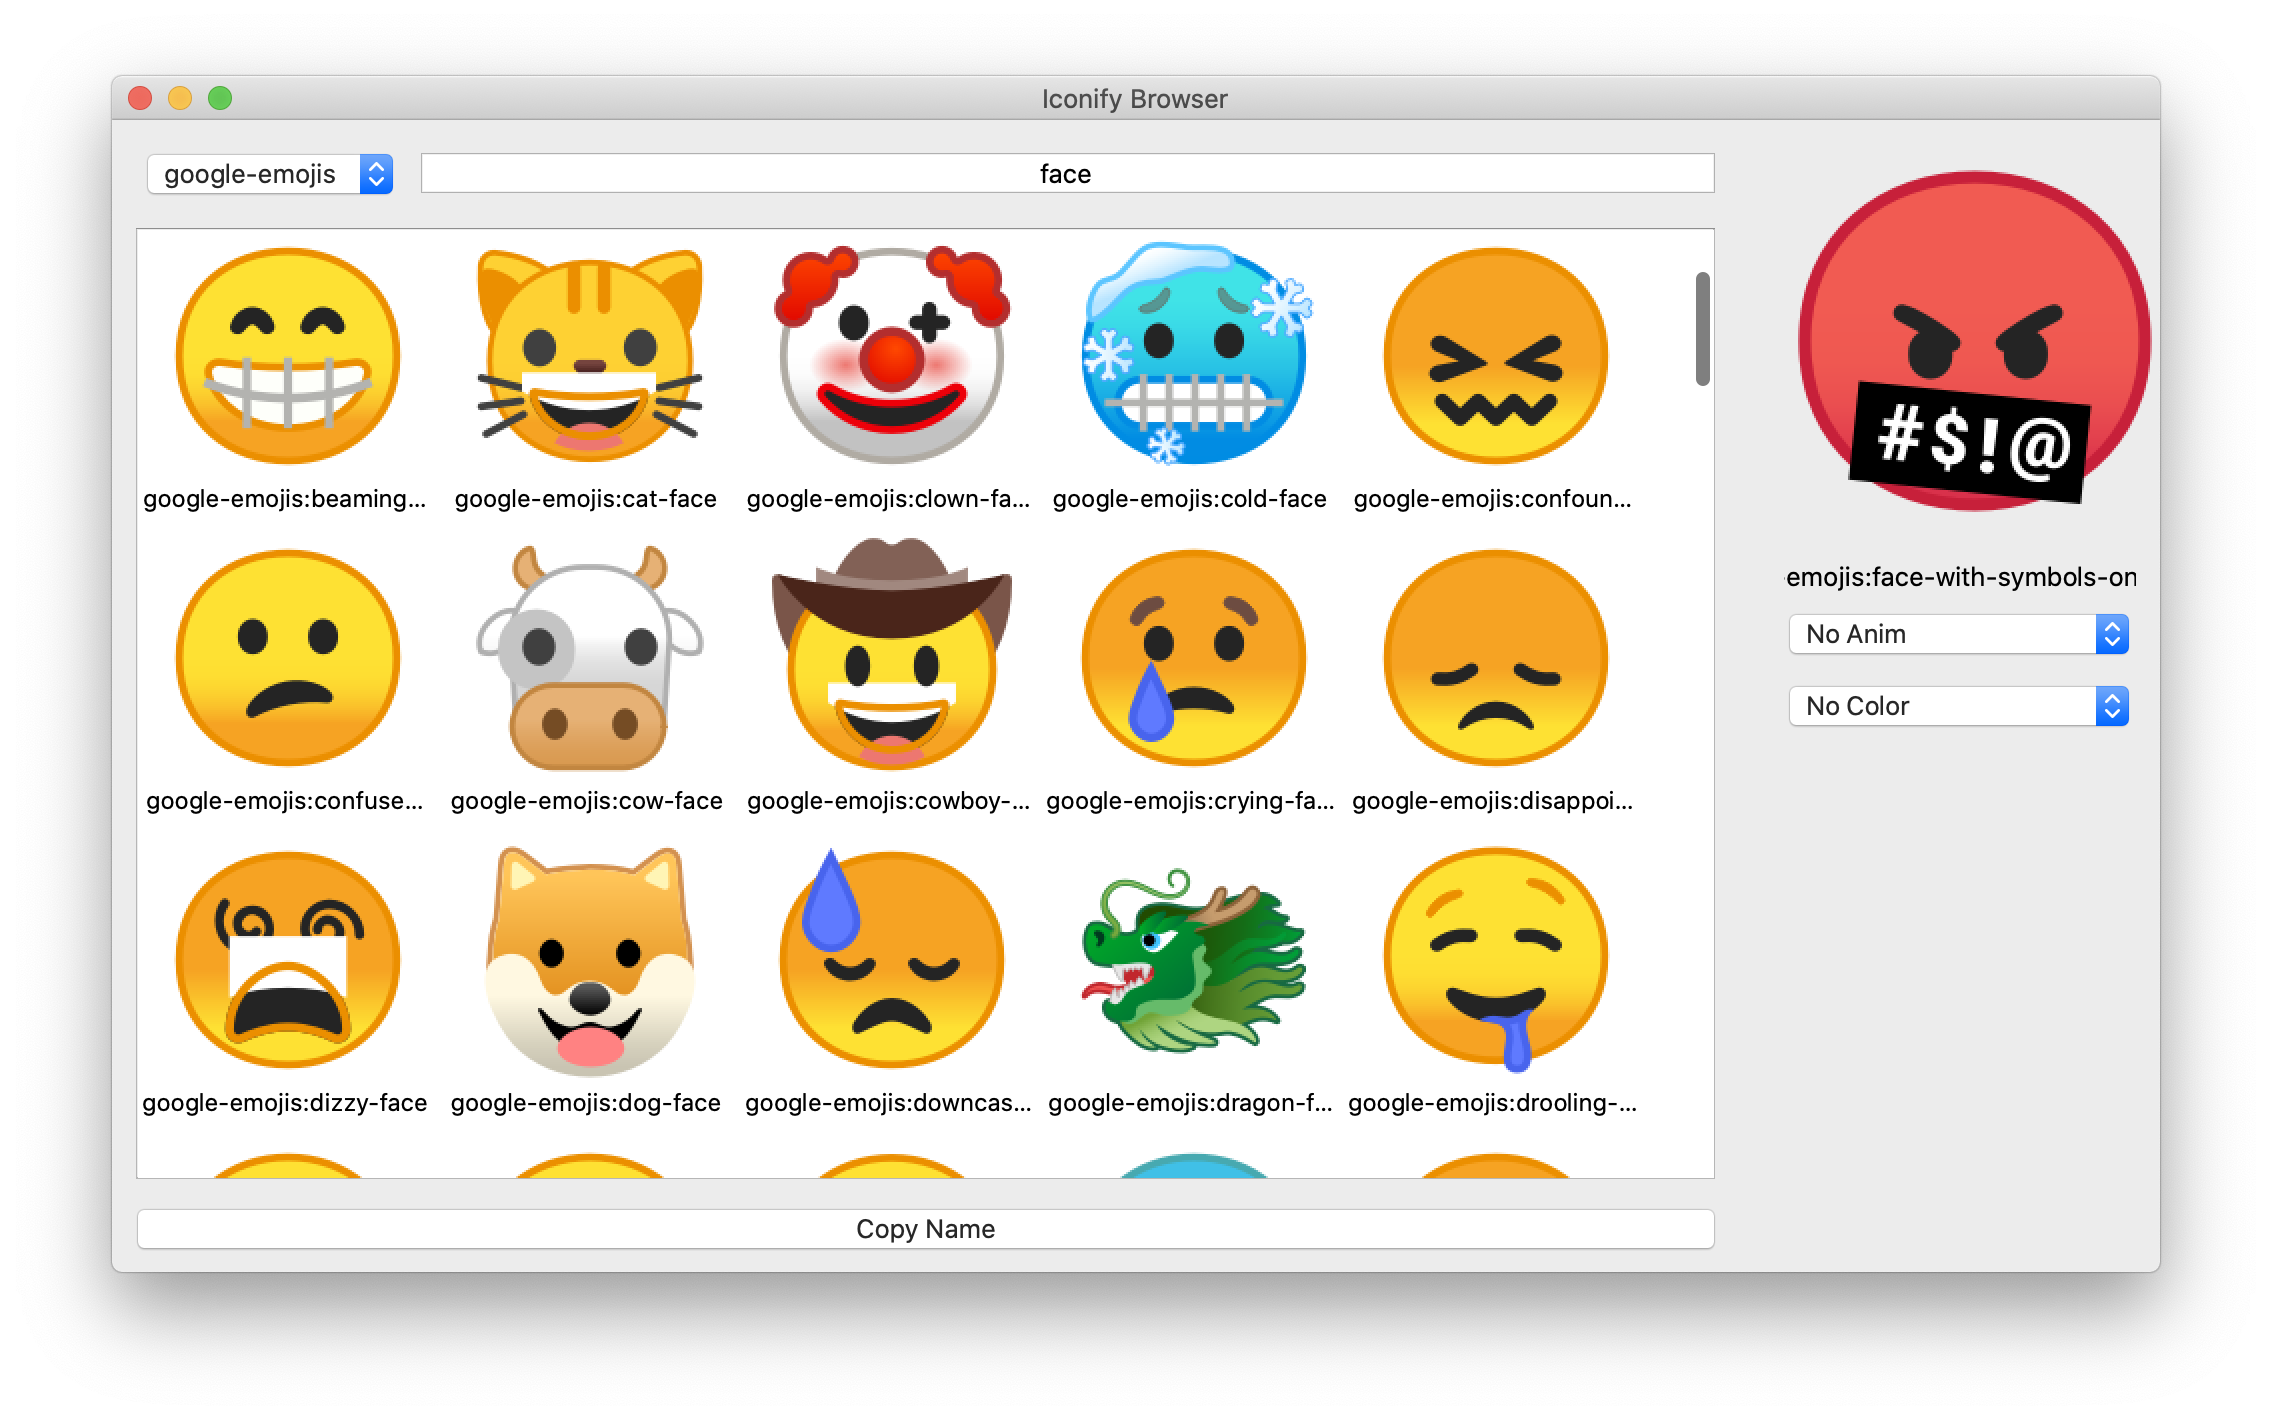 Iconify Browser
google-emojis
face
#$!@
google-emojis:beaming...
google-emojis:cat-face
google-emojis:clown-fa...
google-emojis:cold-face
google-emojis:confoun...
emojis:face-with-symbols-on
google-emojis:confuse...
google-emojis:cow-face
google-emojis:cowboy-...
google-emojis:crying-fa...
google-emojis:disappoi...
No Anim
No Color
google-emojis:dizzy-face
google-emojis:dog-face
google-emojis:downcas...
google-emojis:dragon-f...
google-emojis:drooling-...
Copy Name